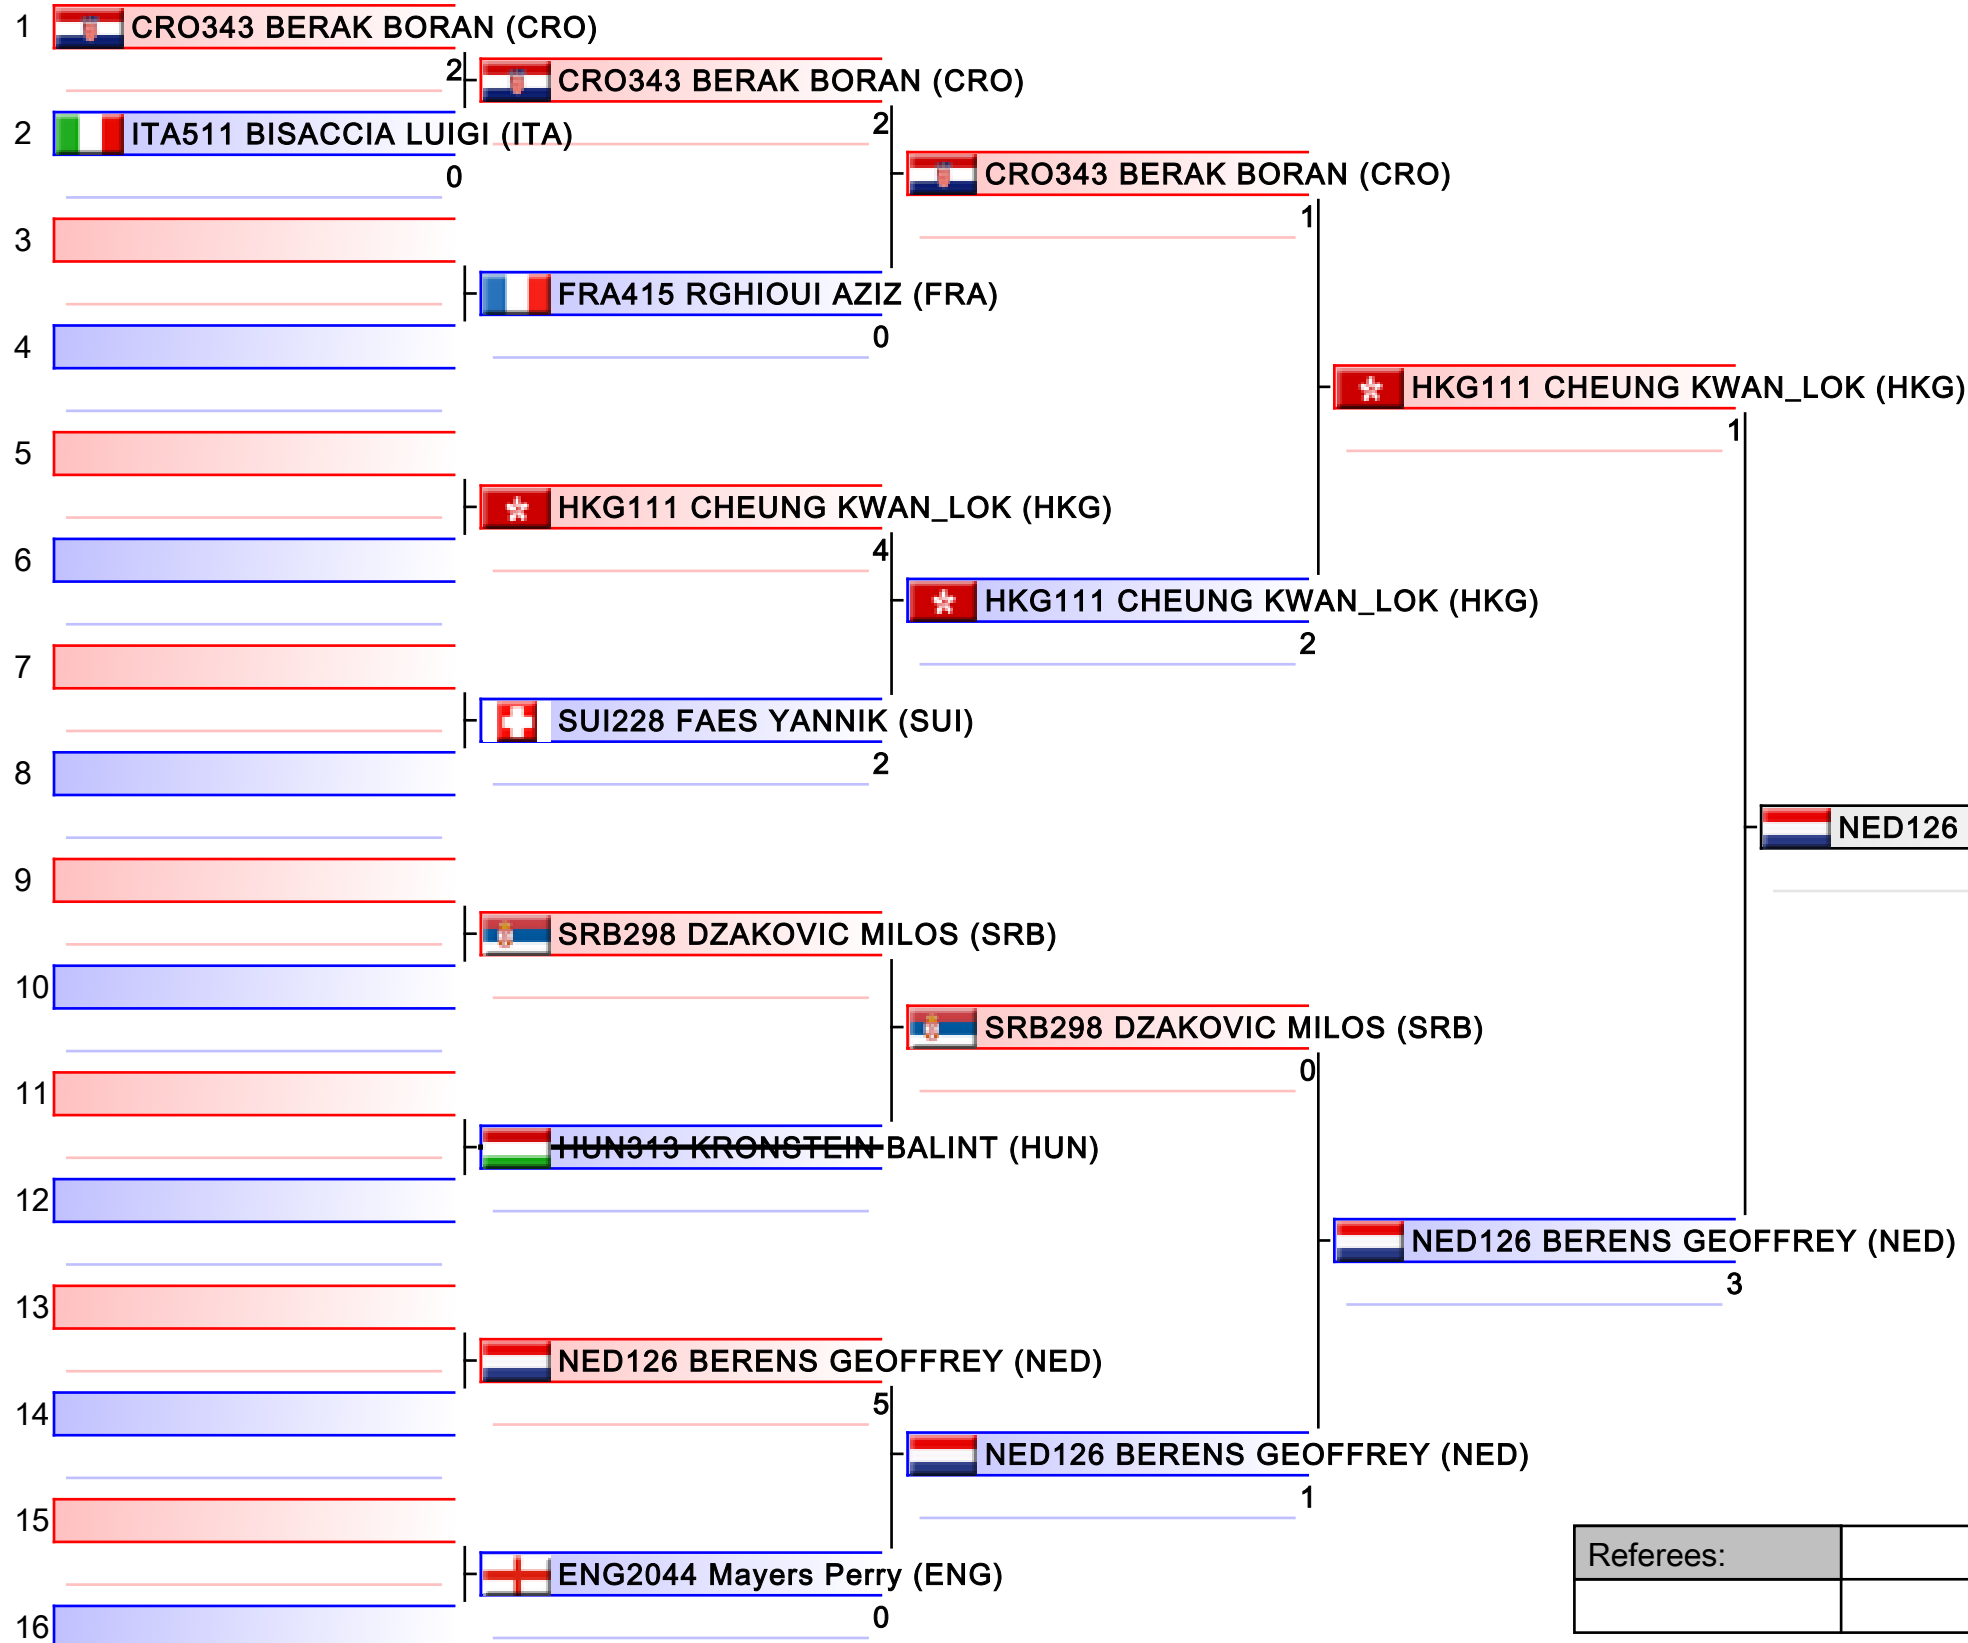 1 CRO343 BERAK BORAN (CRO)
2 CRO343 BERAK BORAN (CRO)
2 ITA511 BISACCIA LUIGI (ITA) 2
0 CRO343 BERAK BORAN (CRO)
1
3
FRA415 RGHIOUI AZIZ (FRA)
0
4
HKG111 CHEUNG KWAN_LOK (HKG)
1
5
HKG111 CHEUNG KWAN_LOK (HKG)
4
6
HKG111 CHEUNG KWAN_LOK (HKG)
2
7
SUI228 FAES YANNIK (SUI)
2
8
NED126
9
SRB298 DZAKOVIC MILOS (SRB)
10
SRB298 DZAKOVIC MILOS (SRB)
0
11
HUN313 KRONSTEIN BALINT (HUN)
12
NED126 BERENS GEOFFREY (NED)
3
13
NED126 BERENS GEOFFREY (NED)
5
14
NED126 BERENS GEOFFREY (NED)
1
15
Referees:
ENG2044 Mayers Perry (ENG)
0
16